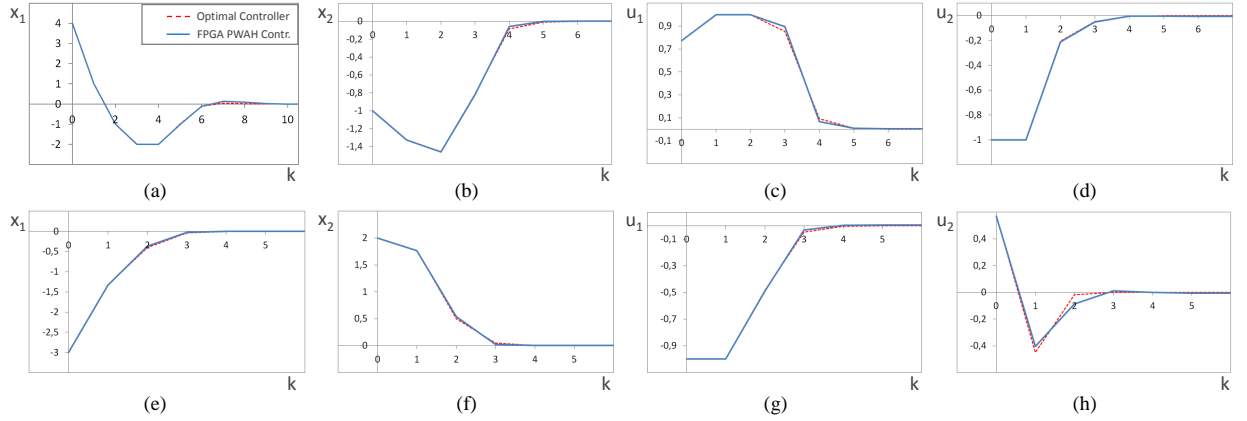 x1
4
3
2
1
0
-1
-2
0 2 4 6 8 10
Optimal Controller
FPGA PWAH Contr.
k
(a)
x2
0
-0,2
-0,4
-0,6
-0,8
-1
-1,2
-1,4
0 1 2 3 4 5 6
k
(b)
u1
0,9
0,7
0,5
0,3
0,1
-0,1
0 1 2 3 4 5 6
k
(c)
u2
0
-0,2
-0,4
-0,6
-0,8
-1
0 1 2 3 4 5 6
k
(d)
x1
0
-0,5
-1
-1,5
-2
-2,5
-3
0 1 2 3 4 5
k
(e)
x2
2
1,5
1
0,5
0
0 1 2 3 4 5
k
(f)
u1
-0,1
-0,3
-0,5
-0,7
-0,9
0 1 2 3 4 5
k
(g)
u2
0,4
0,2
0
-0,2
-0,4
0 1 2 3 4 5
k
(h)